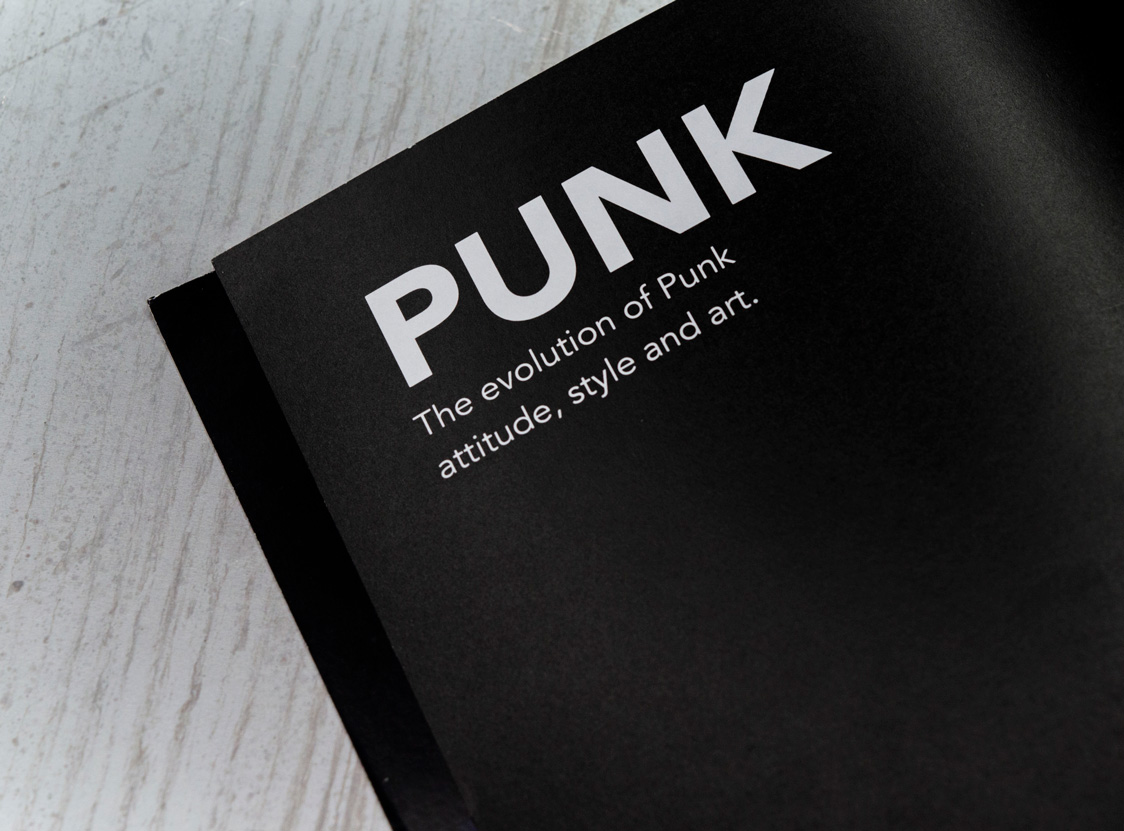 PUNK
The evolution of Punk
attitude, style and art.